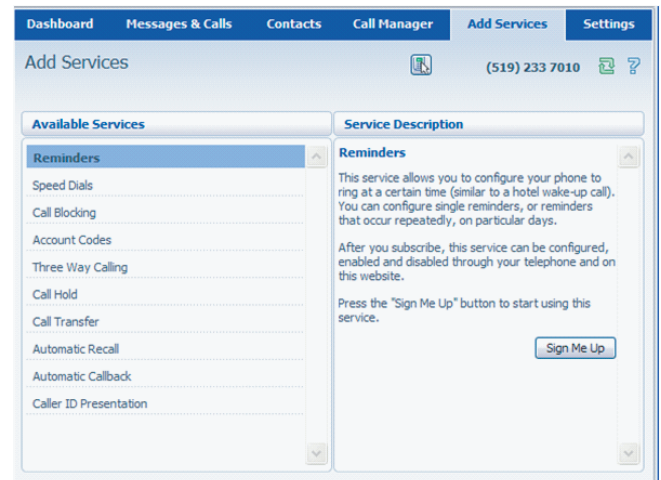 Dashboard Messages & Calls Contacts Call Manager Add Services Settings
Add Services
(519) 233 7010
Available Services
Reminders
Speed Dials
Call Blocking
Account Codes
Three Way Calling
Call Hold
Call Transfer
Automatic Recall
Automatic Callback
Caller ID Presentation
Service Description
Reminders
This service allows you to configure your phone to
ring at a certain time (similar to a hotel wake-up call).
You can configure single reminders, or reminders
that occur repeatedly, on particular days.
After you subscribe, this service can be configured,
enabled and disabled through your telephone and on
this website.
Press the "Sign Me Up" button to start using this
service.
Sign Me Up